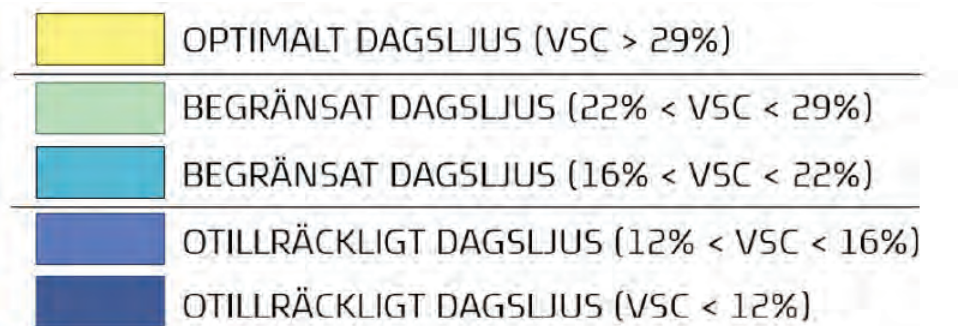 OPTIMALT DAGSLJUS (VSC > 29%)
BEGRÄNSAT DAGSLJUS (22% < VSC < 29%)
BEGRÄNSAT DAGSLJUS (16% < VSC < 22%)
OTILLRÄCKLIGT DAGSLJUS (12% < VSC < 16%)
OTILLRÄCKLIGT DAGSLJUS (VSC < 12%)